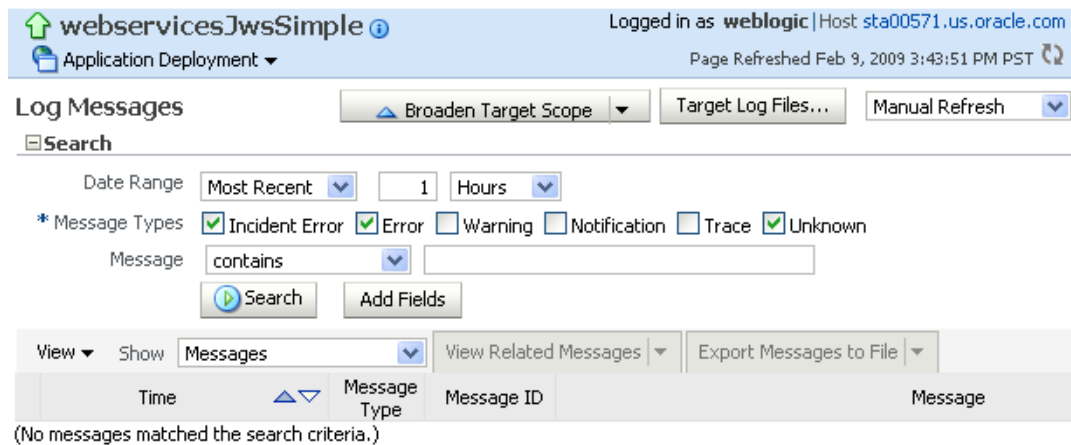 webservicesJwsSimple
Logged in as weblogic|Host sta00571.us.oracle.com
Application Deployment
Page Refreshed Feb 9, 2009 3:43:51 PM PST
Log Messages
Broaden Target Scope
Target Log Files...
Manual Refresh
Search
Date Range Most Recent 1 Hours
* Message Types Incident Error Error Warning Notification Trace Unknown
Message contains
Search Add Fields
View Show Messages View Related Messages Export Messages to File
Time Message Type Message ID Message
(No messages matched the search criteria.)